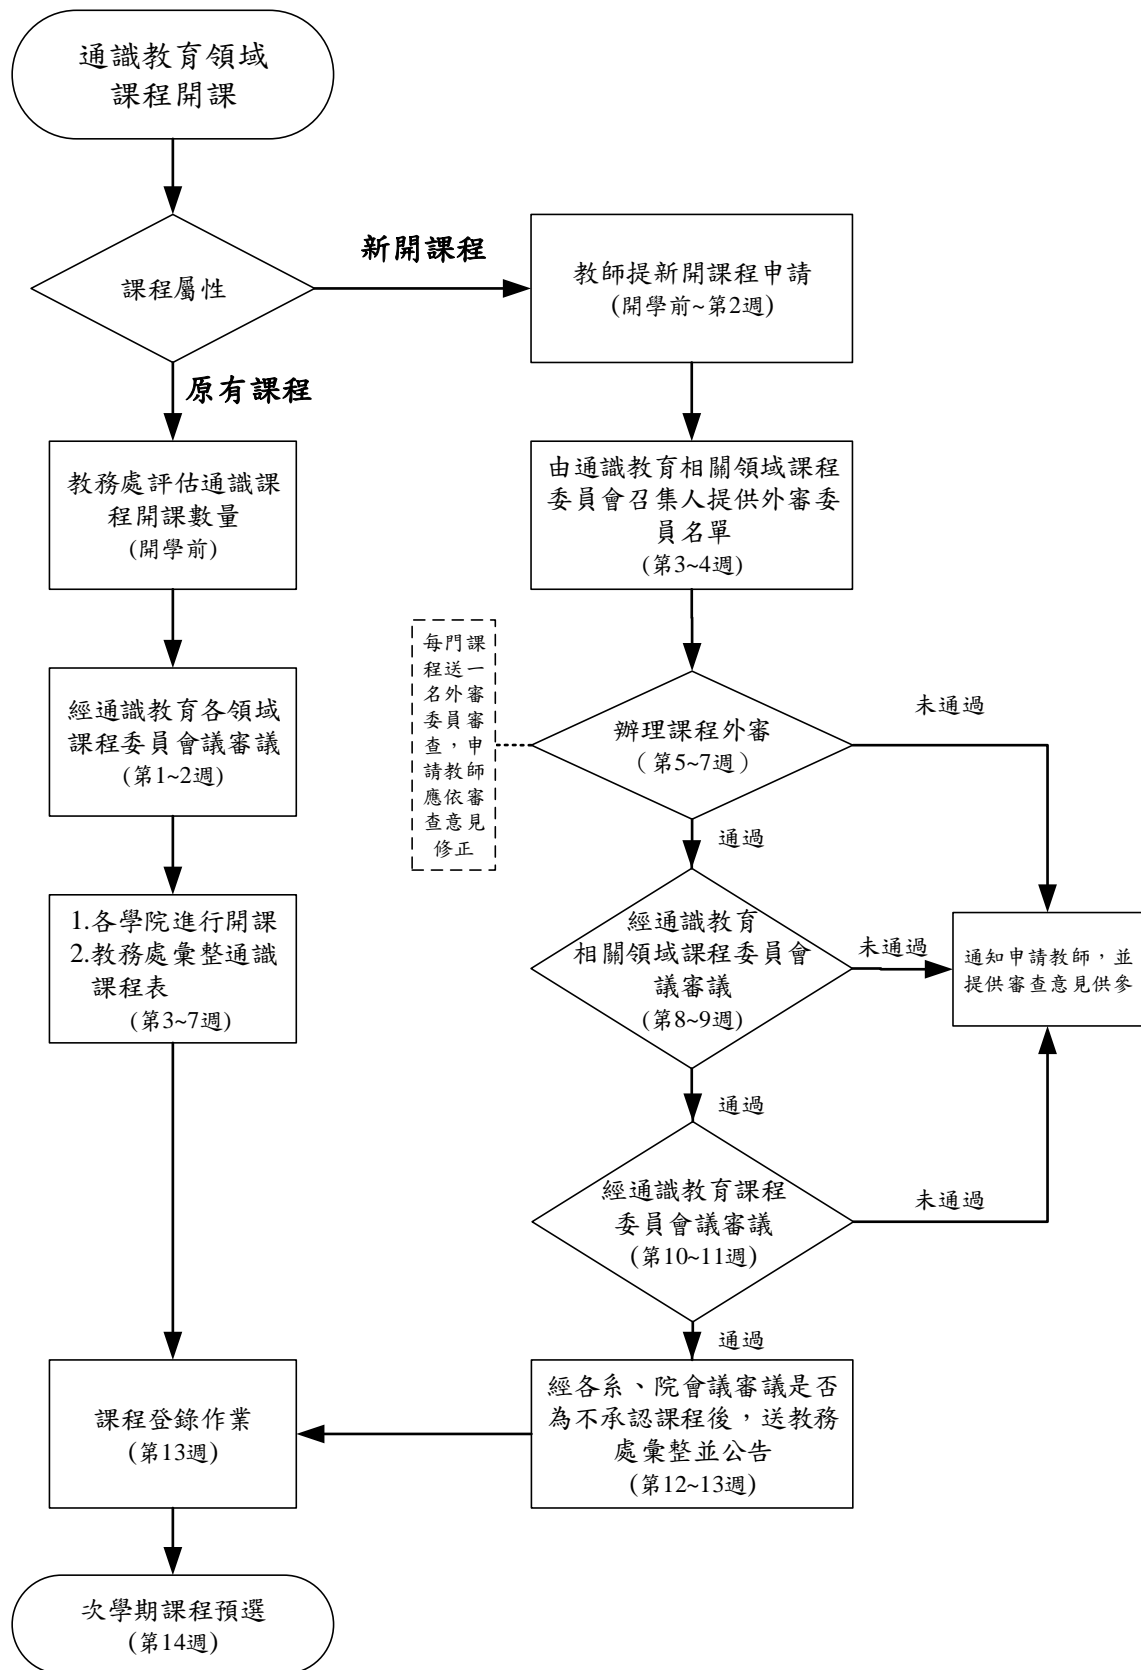 通識教育領域
課程開課
課程屬性
新開課程
原有課程
教師提新開課程申請
(開學前~第2週)
教務處評估通識課
程開課數量
(開學前)
由通識教育相關領域課程
委員會召集人提供外審委
員名單
(第3~4週)
經通識教育各領域
課程委員會議審議
(第1~2週)
每門課
程送一
名外審
委員審
查，申
請教師
應依審
查意見
修正
辦理課程外審
（第5~7週）
未通過
通過
1.各學院進行開課
2.教務處彙整通識
課程表
(第3~7週)
經通識教育
相關領域課程委員會
議審議
(第8~9週)
未通過
通知申請教師，並
提供審查意見供參
通過
經通識教育課程
委員會議審議
(第10~11週)
未通過
通過
經各系、院會議審議是否
為不承認課程後，送教務
處彙整並公告
(第12~13週)
課程登錄作業
(第13週)
次學期課程預選
(第14週)